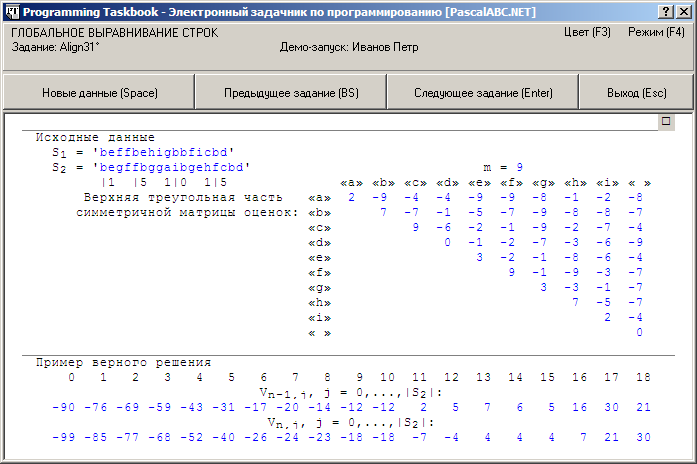 Programming Taskbook - Электронный задачник по программированию [PascalABC.NET]
ГЛОБАЛЬНОЕ ВЫРАВНИВАНИЕ СТРОК Цвет (F3) Режим (F4)
Задание: Align31° Демо-запуск: Иванов Петр
Новые данные (Space) Предыдущее задание (BS) Следующее задание (Enter) Выход (Esc)
Исходные данные
S1 = 'beffbehigbbficbd'
S2 = 'begffbggaibgehfcbd' m = 9
|1 |5 1|0 1|5 «a» «b» «c» «d» «e» «f» «g» «h» «i» « »
Верхняя треугольная часть «a» 2 -9 -4 -4 -9 -9 -8 -1 -2 -8
симметричной матрицы оценок: «b» 7 -7 -1 -5 -7 -9 -8 -8 -7
«c» 9 -6 -2 -1 -9 -2 -7 -4
«d» 0 -1 -2 -7 -3 -6 -9
«e» 3 -2 -1 -8 -6 -4
«f» 9 -1 -9 -3 -7
«g» 3 -3 -1 -7
«h» 7 -5 -7
«i» 2 -4
« » 0
Пример верного решения
0 1 2 3 4 5 6 7 8 9 10 11 12 13 14 15 16 17 18
Vn-1,j, j = 0,...,|S2|:
-90 -76 -69 -59 -43 -31 -17 -20 -14 -12 -12 2 5 7 6 5 16 30 21
Vn,j, j = 0,...,|S2|:
-99 -85 -77 -68 -52 -40 -26 -24 -23 -18 -18 -7 -4 4 4 4 7 21 30